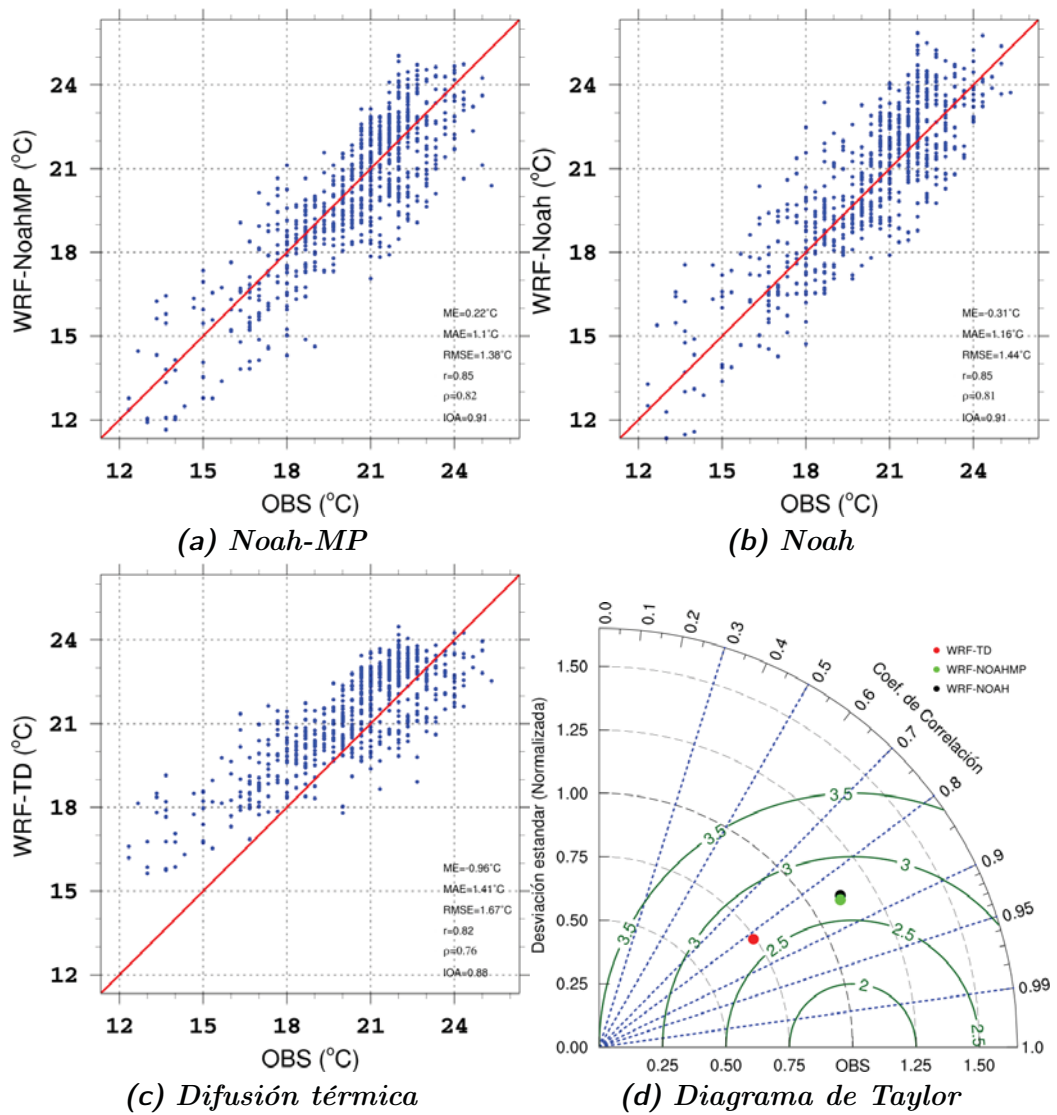 24
21
18
15
12
WRF-NoahMP (°C)
ME=0.22°C
MAE=1.1°C
RMSE=1.38°C
r=0.85
ρ=0.82
IOA=0.91
12 15 18 21 24
OBS (°C)
(a) Noah-MP
24
21
18
15
12
WRF-Noah (°C)
ME=-0.31°C
MAE=1.16°C
RMSE=1.44°C
r=0.85
ρ=0.81
IOA=0.91
12 15 18 21 24
OBS (°C)
(b) Noah
24
21
18
15
12
WRF-TD (°C)
ME=-0.96°C
MAE=1.41°C
RMSE=1.67°C
r=0.82
ρ=0.76
IOA=0.88
12 15 18 21 24
OBS (°C)
(c) Difusión térmica
0.0 0.1 0.2 0.3 0.4 0.5 0.6 0.7 0.8 0.9 0.95 0.99 1.0
Coef. de Correlación
WRF-TD
WRF-NOAHMP
WRF-NOAH
1.50
1.25
1.00
0.75
0.50
0.25
0.00
Desviación estandar (Normalizada)
3.5 3.5 3.5
3 3 3
2.5 2.5 2.5
2
0.25 0.50 0.75 OBS 1.25 1.50
(d) Diagrama de Taylor